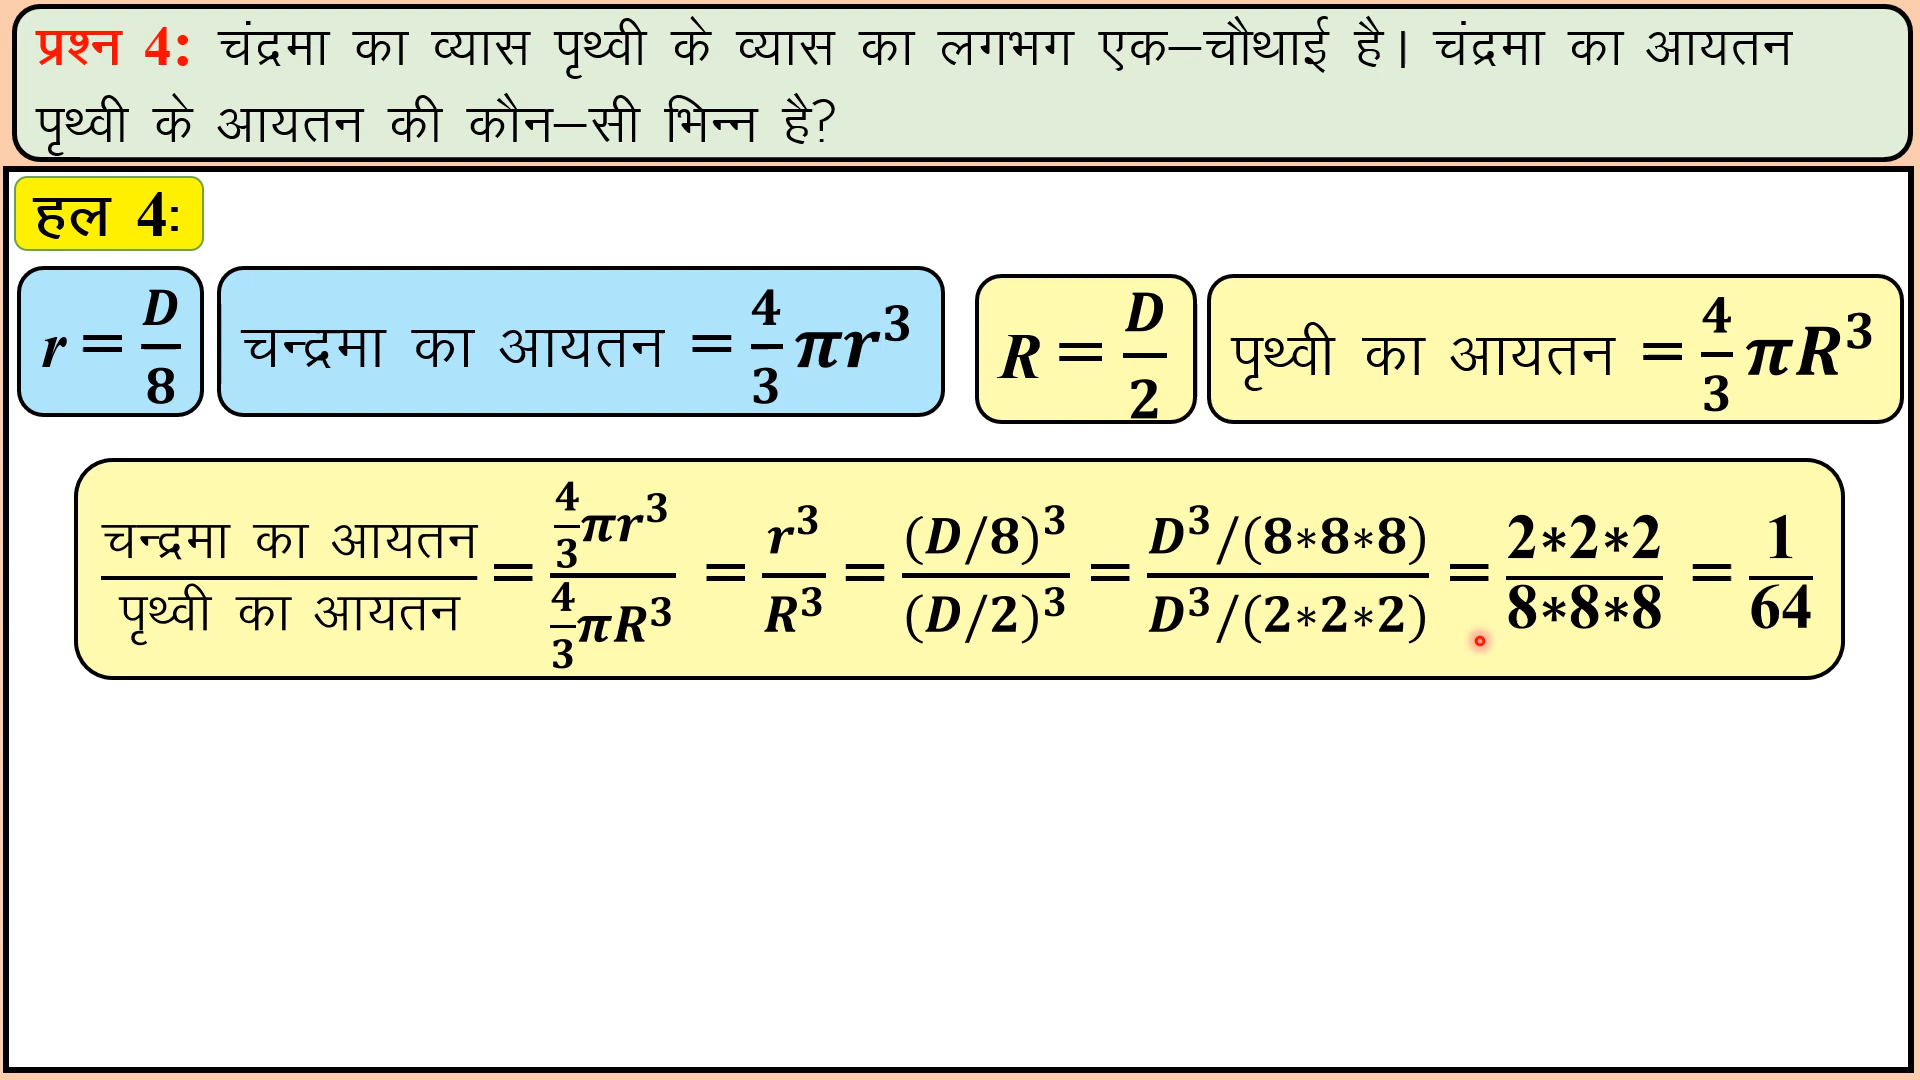 प्रश्न 4: चंद्रमा का व्यास पृथ्वी के व्यास का लगभग एक–चौथाई है। चंद्रमा का आयतन
पृथ्वी के आयतन की कौन–सी भिन्न है?
हल 4:
r = D/8
चन्द्रमा का आयतन = 4/3 πr³
R = D/2
पृथ्वी का आयतन = 4/3 πR³
चन्द्रमा का आयतन/पृथ्वी का आयतन = (4/3 πr³)/(4/3 πR³) = r³/R³ = (D/8)³/(D/2)³ = (D³/(8*8*8))/(D³/(2*2*2)) = (2*2*2)/(8*8*8) = 1/64